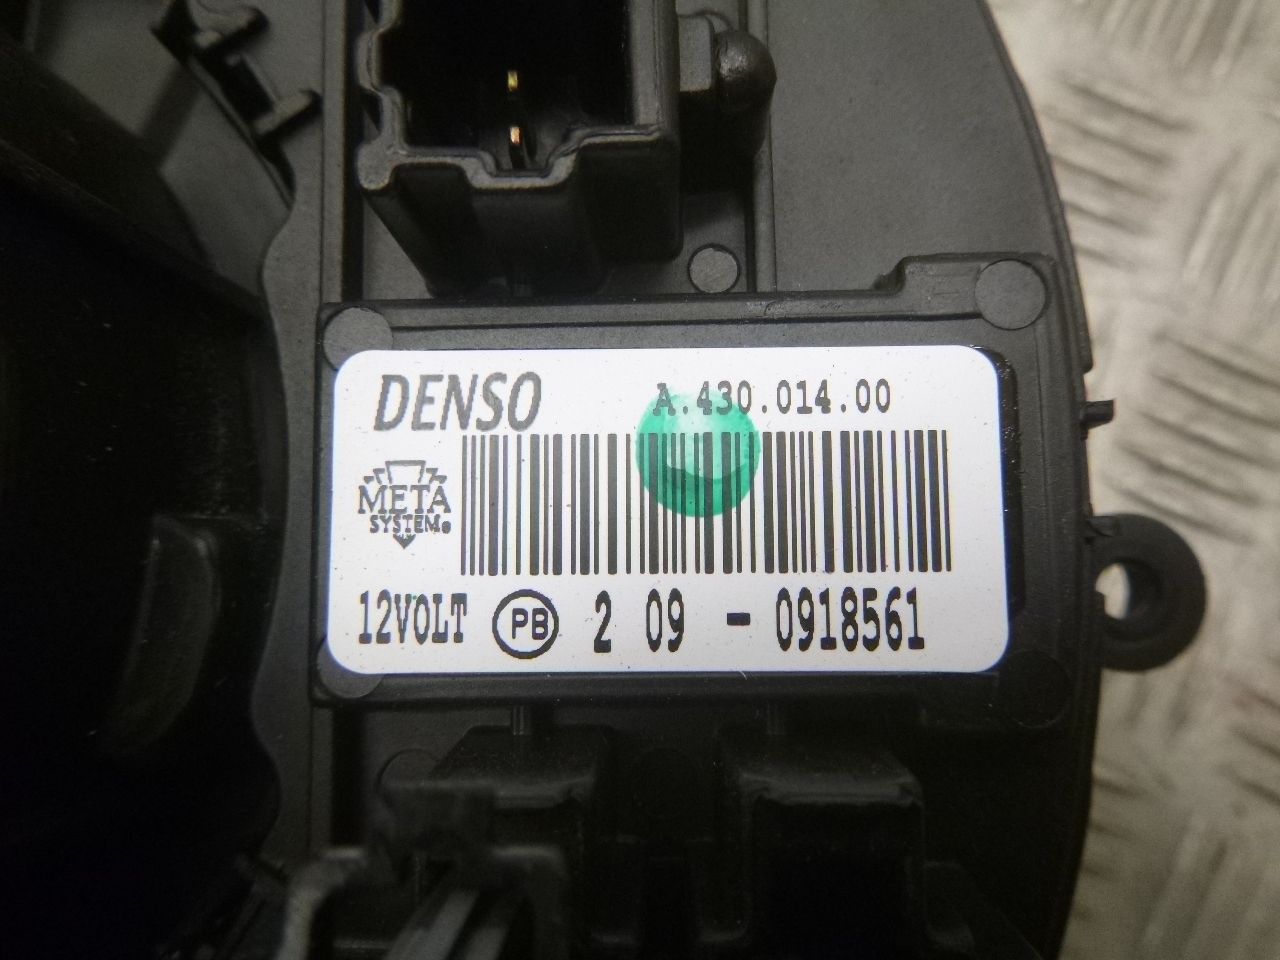 DENSO A.430.014.00
META
SYSTEM®
12VOLT PB 2 09 - 0918561